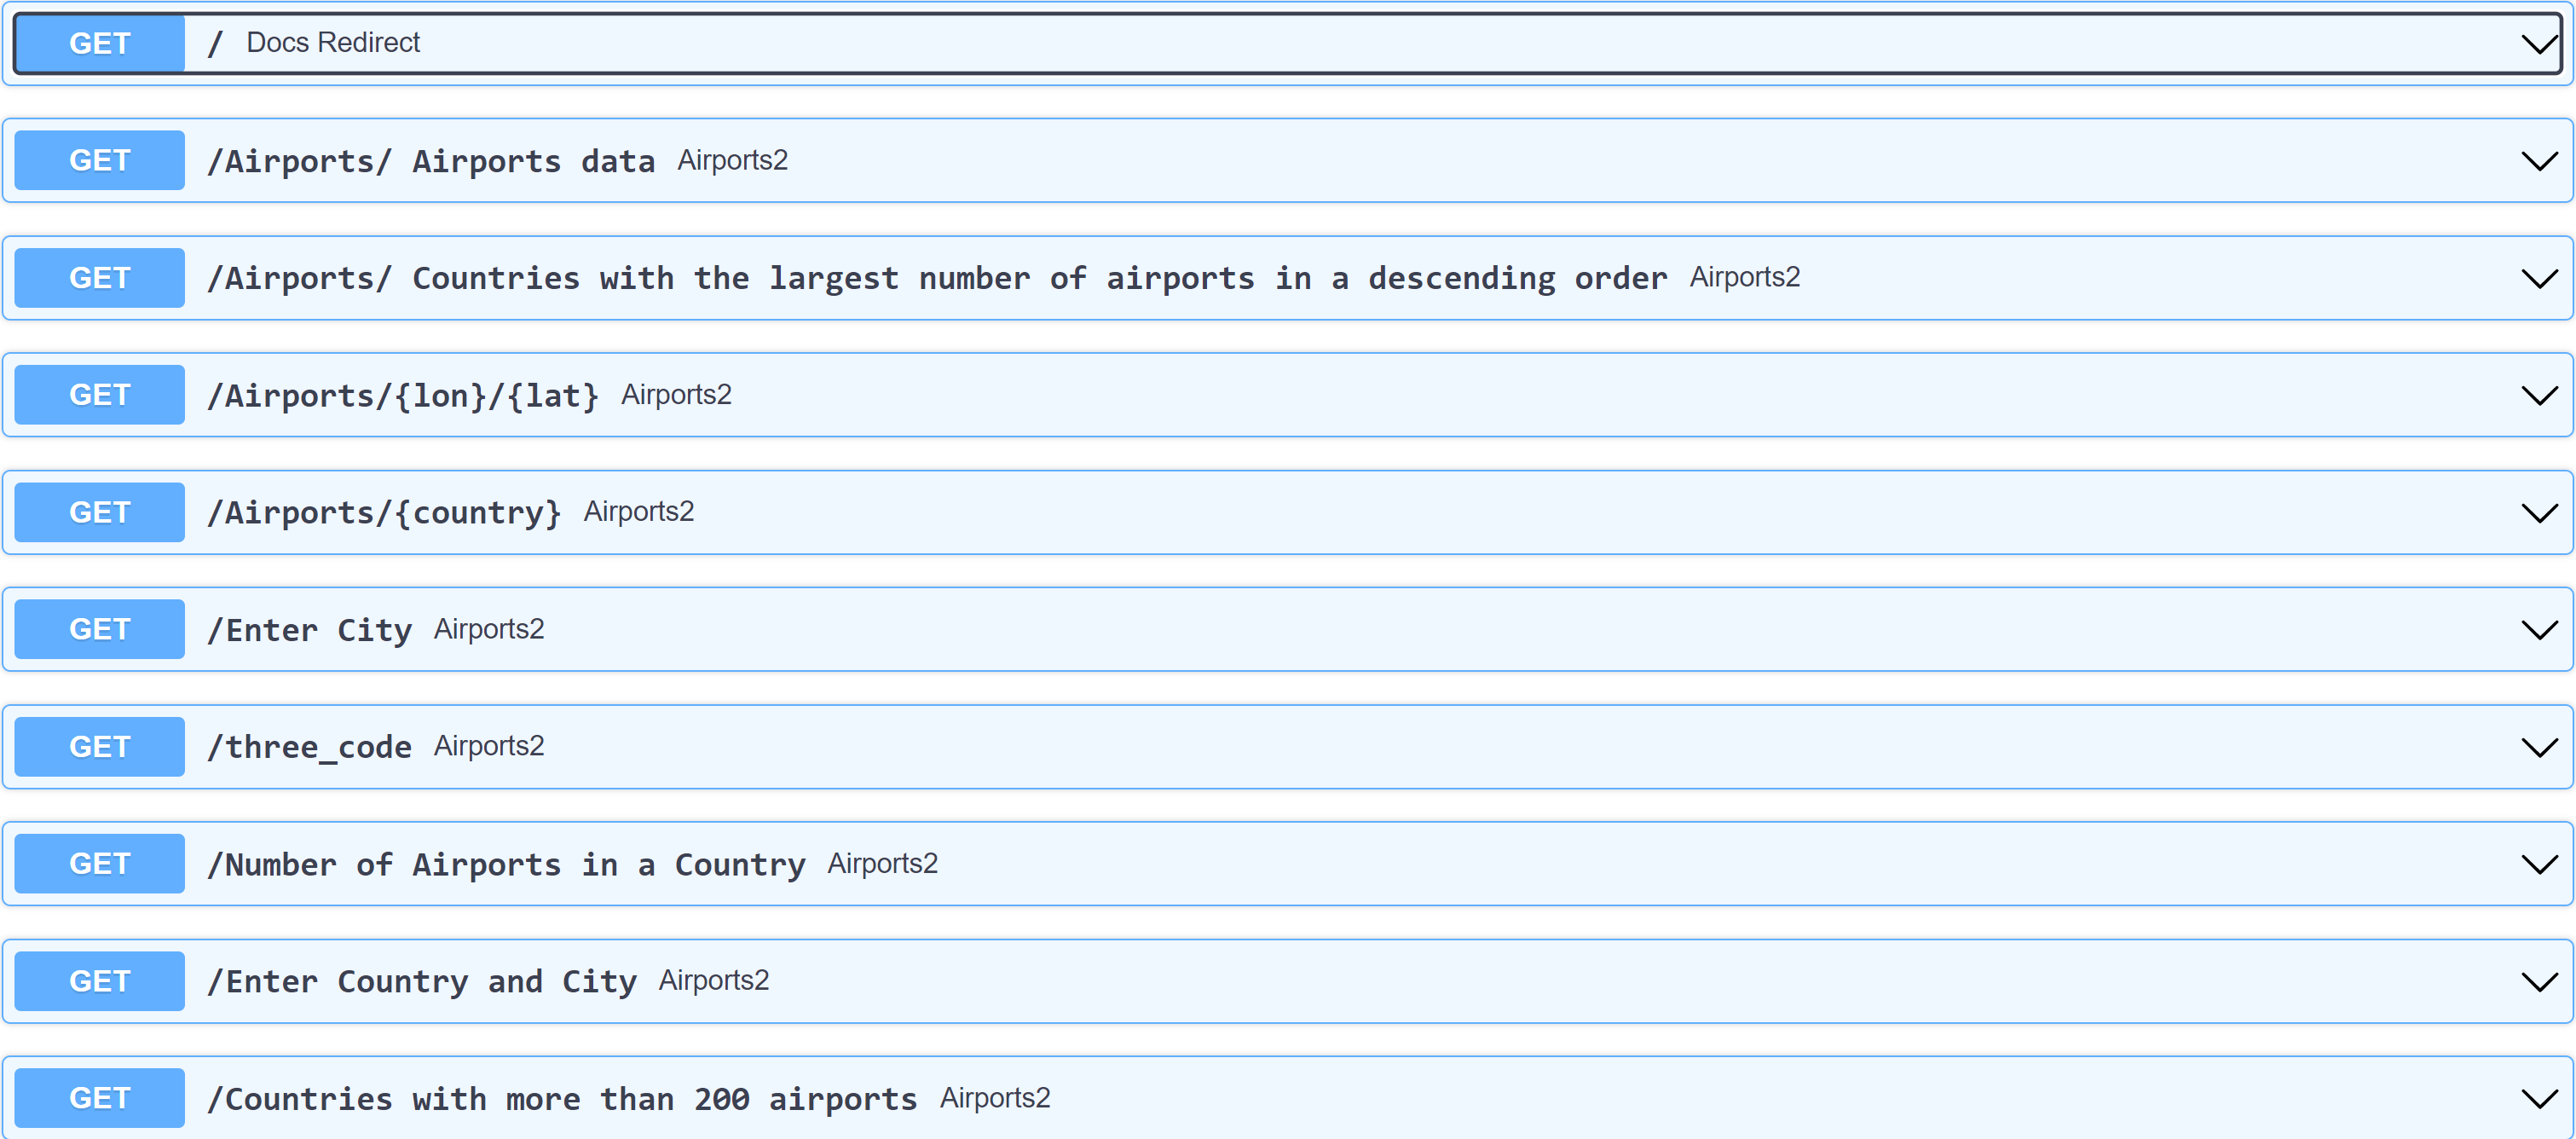 GET / Docs Redirect
GET /Airports/ Airports data Airports2
GET /Airports/ Countries with the largest number of airports in a descending order Airports2
GET /Airports/{lon}/{lat} Airports2
GET /Airports/{country} Airports2
GET /Enter City Airports2
GET /three_code Airports2
GET /Number of Airports in a Country Airports2
GET /Enter Country and City Airports2
GET /Countries with more than 200 airports Airports2